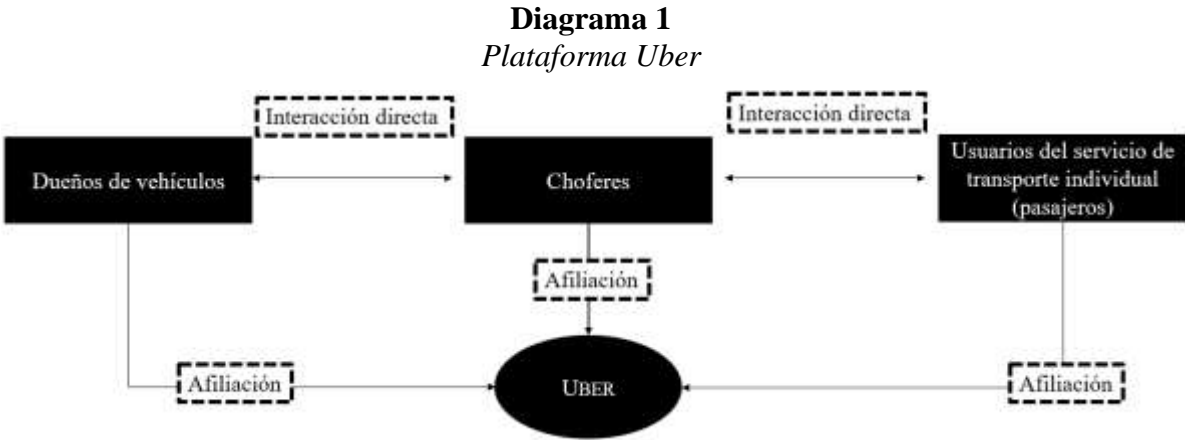 Diagrama 1
Plataforma Uber
Interacción directa
Interacción directa
Dueños de vehículos
Choferes
Usuarios del servicio de
transporte individual
(pasajeros)
Afiliación
Afiliación
UBER
Afiliación